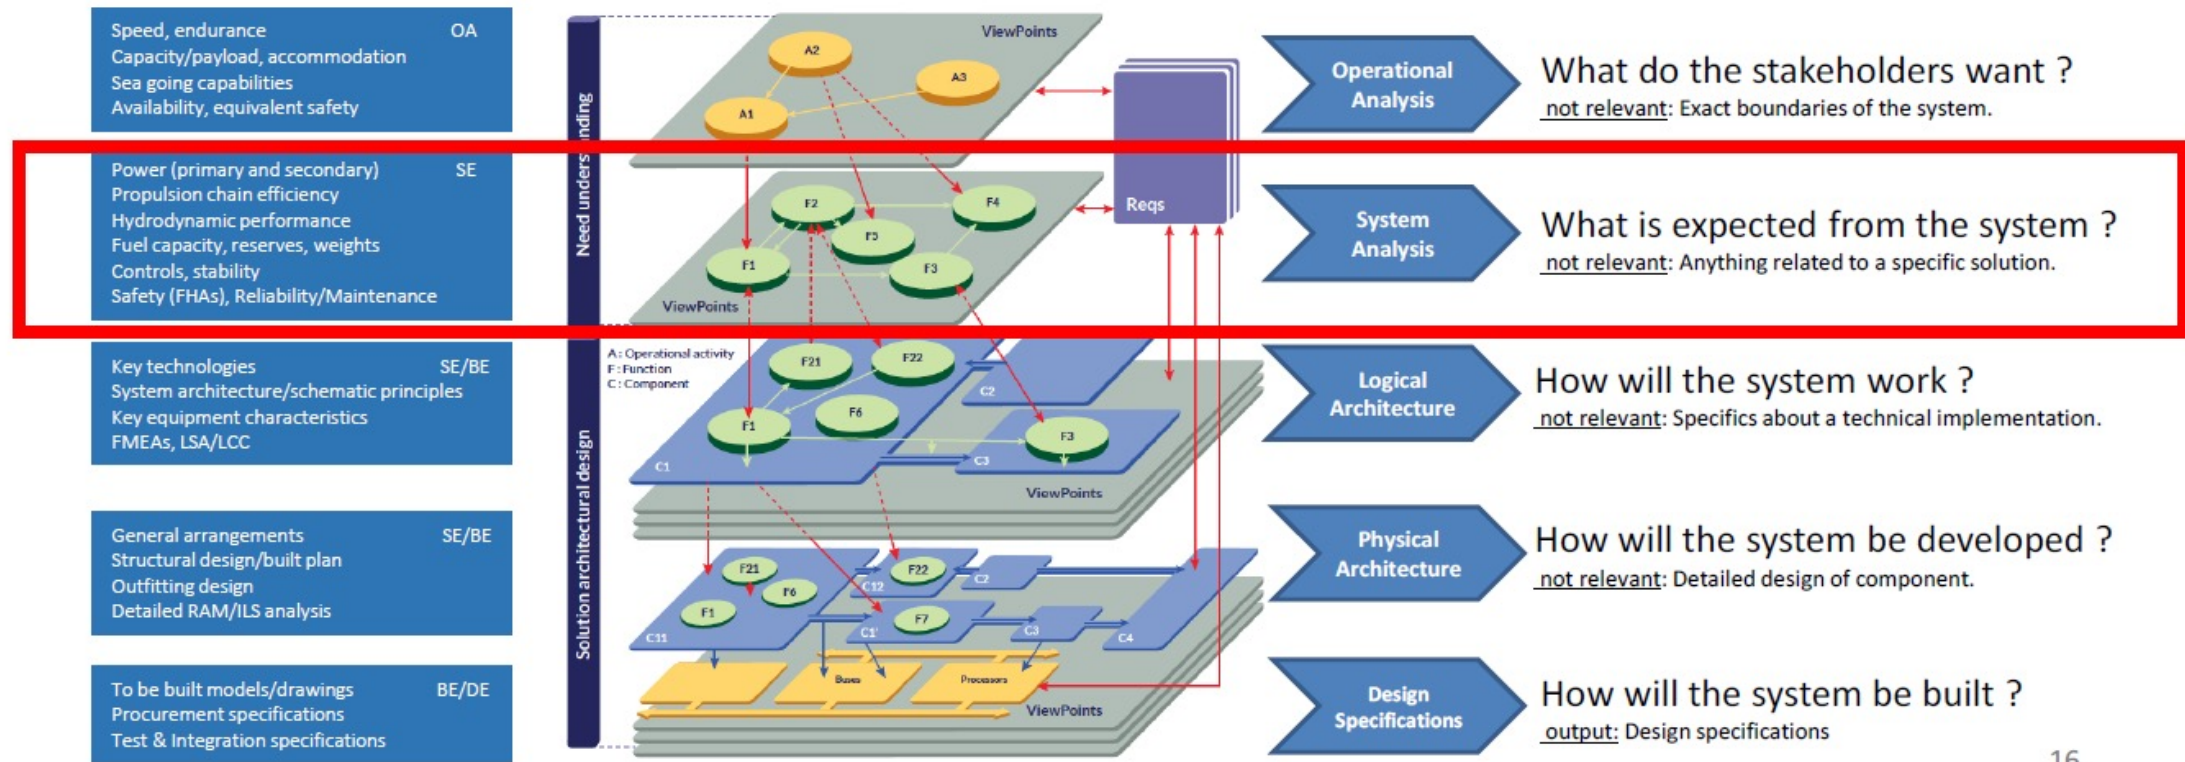 Speed, endurance OA
Capacity/payload, accommodation
Sea going capabilities
Availability, equivalent safety
Power (primary and secondary) SE
Propulsion chain efficiency
Hydrodynamic performance
Fuel capacity, reserves, weights
Controls, stability
Safety (FHAs), Reliability/Maintenance
Key technologies SE/BE
System architecture/schematic principles
Key equipment characteristics
FMEAs, LSA/LCC
General arrangements SE/BE
Structural design/built plan
Outfitting design
Detailed RAM/ILS analysis
To be built models/drawings BE/DE
Procurement specifications
Test & Integration specifications
Need understanding
Solution architectural design
ViewPoints
A2
A3
A1
F2
F4
F5
F1
F3
ViewPoints
Reqs
A : Operational activity
F : Function
C : Component
F21
F22
C2
F6
F1
F3
C1
C3
ViewPoints
F21
F6
F1
C11
F22
C12
C2
F7
C1'
C3
C4
Buses
Processors
ViewPoints
Operational
Analysis
What do the stakeholders want ?
not relevant: Exact boundaries of the system.
System
Analysis
What is expected from the system ?
not relevant: Anything related to a specific solution.
Logical
Architecture
How will the system work ?
not relevant: Specifics about a technical implementation.
Physical
Architecture
How will the system be developed ?
not relevant: Detailed design of component.
Design
Specifications
How will the system be built ?
output: Design specifications
16